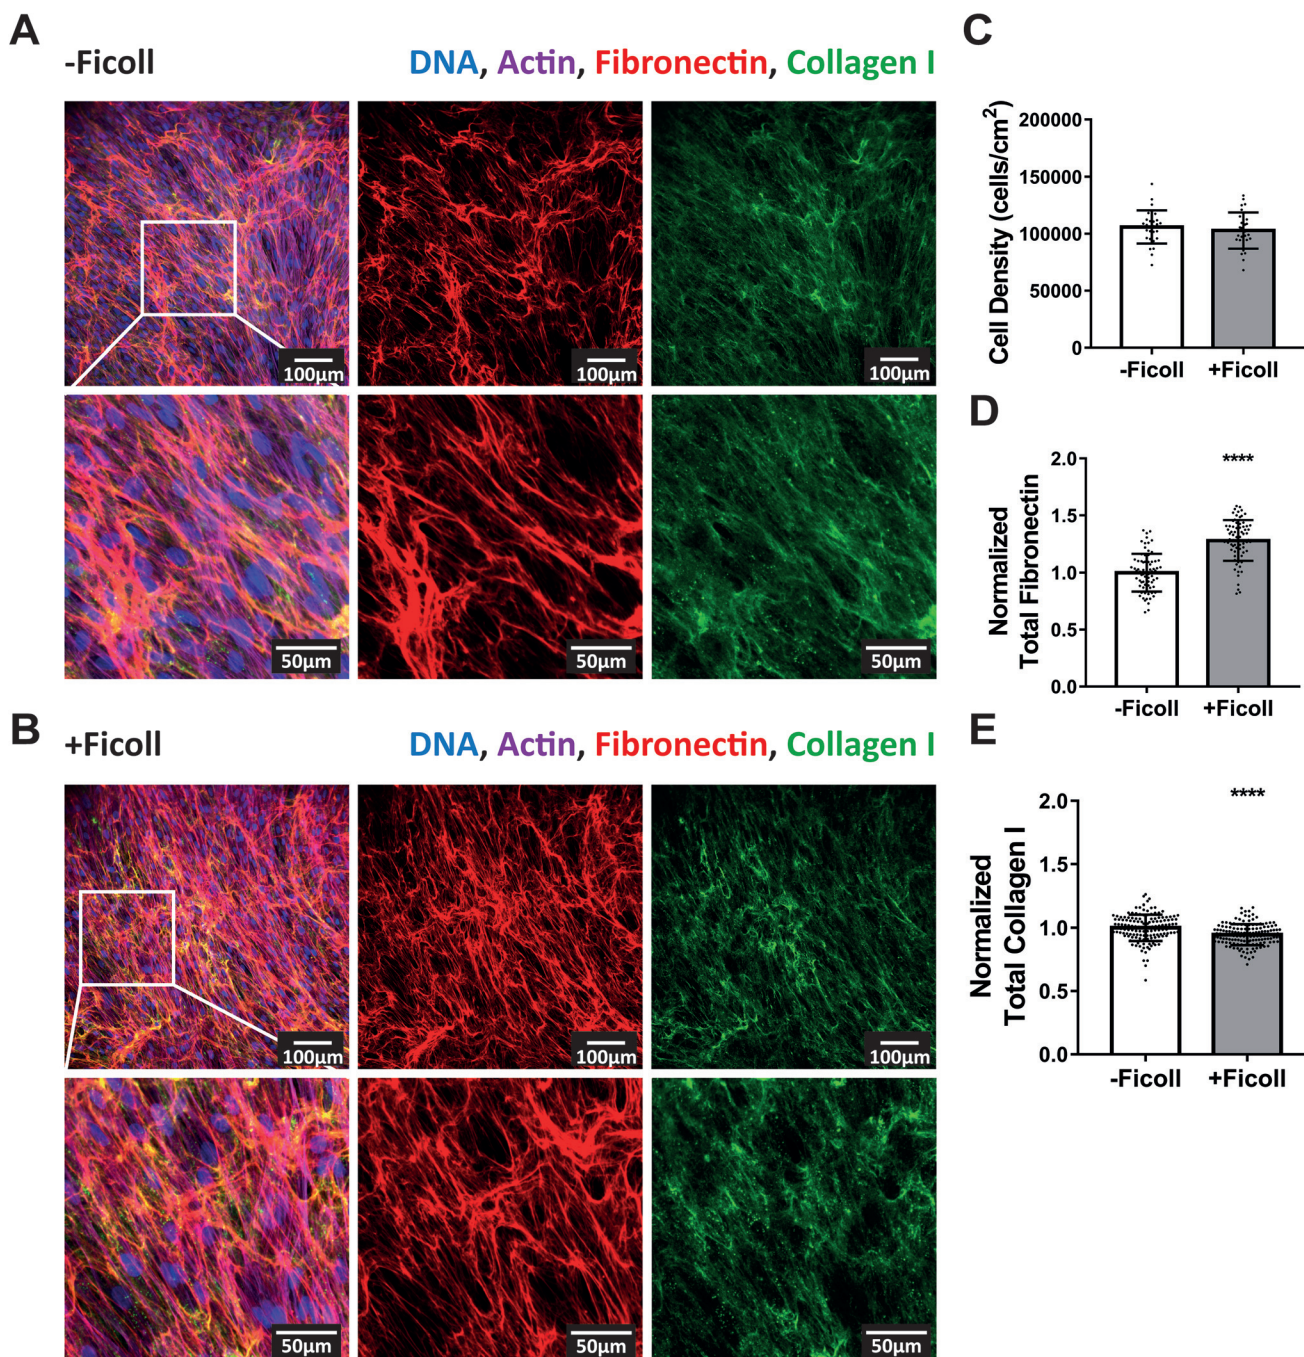 A
-Ficoll
DNA, Actin, Fibronectin, Collagen I
100µm
100µm
100µm
50µm
50µm
50µm
B
+Ficoll
DNA, Actin, Fibronectin, Collagen I
100µm
100µm
100µm
50µm
50µm
50µm
C
Cell Density (cells/cm²)
200000
150000
100000
50000
0
-Ficoll
+Ficoll
D
Normalized
Total Fibronectin
****
2.0
1.5
1.0
0.5
0.0
-Ficoll
+Ficoll
E
Normalized
Total Collagen I
****
2.0
1.5
1.0
0.5
0.0
-Ficoll
+Ficoll